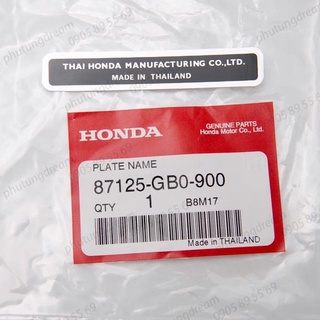 THAI HONDA MANUFACTURING CO.,LTD.
MADE IN THAILAND
HONDA
GENUINE PARTS
Honda Motor Co., Ltd.
PLATE NAME
87125-GB0-900
QTY 1 B8M17
Made in THAILAND